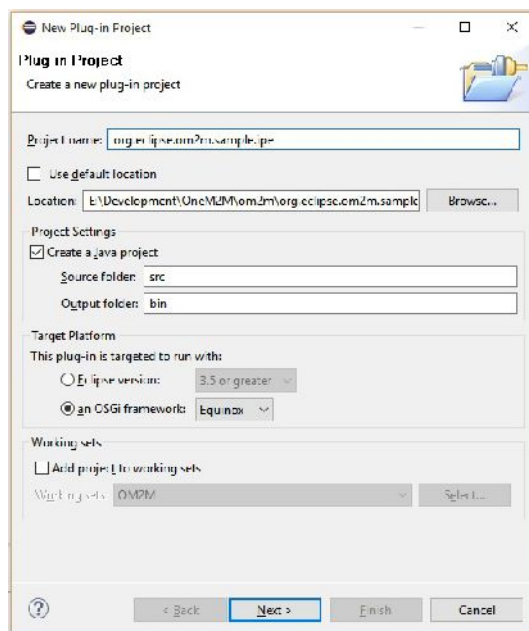 New Plug-in Project
Plug-in Project
Create a new plug-in project
Project name: org.eclipse.om2m.sample.ipe
Use default location
Location: E:\Development\OneM2M\om2m\org.eclipse.om2m.sample Browse...
Project Settings
Create a Java project
Source folder: src
Output folder: bin
Target Platform
This plug-in is targeted to run with:
Eclipse version: 3.5 or greater
an OSGi framework: Equinox
Working sets
Add project to working sets
Working sets: OM2M Select...
? < Back Next > Finish Cancel